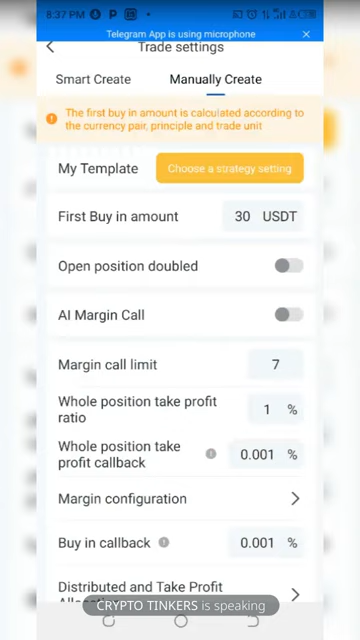 8:37 PM
Telegram App is using microphone
Trade settings
Smart Create
Manually Create
The first buy in amount is calculated according to
the currency pair, principle and trade unit
My Template
Choose a strategy setting
First Buy in amount 30 USDT
Open position doubled
AI Margin Call
Margin call limit 7
Whole position take profit
ratio
1 %
Whole position take
profit callback
0.001 %
Margin configuration
Buy in callback 0.001 %
Distributed and Take Profit
CRYPTO TINKERS is speaking